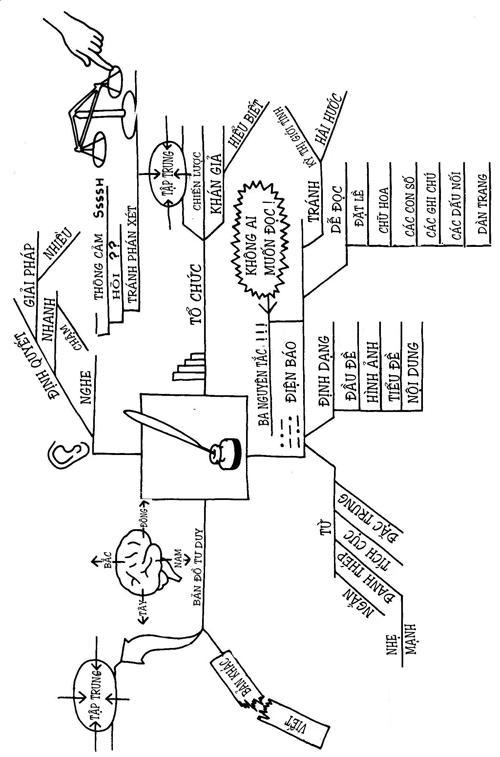 NGHE
ĐỊNH QUYẾT
GIẢI PHÁP
NHIỀU
NHANH
CHẬM
THÔNG CẢM
SSSSH
HỎI ??
TRÁNH PHÁN XÉT
TỔ CHỨC
TẬP TRUNG
CHIẾN LƯỢC
KHÁN GIẢ
HIỂU BIẾT
KHÔNG AI
MUỐN ĐỌC!
BA NGUYÊN TẮC. !!!
ĐIỆN BÁO
TRÁNH
KỲ THỊ GIỚI TÍNH
HÀI HƯỚC
DỄ ĐỌC
ĐẶT LỀ
CHỮ HOA
CÁC CON SỐ
CÁC GHI CHÚ
CÁC DẤU NỐI
DÀN TRANG
ĐỊNH DẠNG
ĐẦU ĐỀ
HÌNH ẢNH
TIỂU ĐỀ
NỘI DUNG
TỪ
ĐẶC TRƯNG
TÍCH CỰC
ĐANH THÉP
NGẮN
NHẸ
MẠNH
BẢN ĐỒ TƯ DUY
BẮC
ĐÔNG
TÂY
NAM
TẬP TRUNG
BẢN KHÁC
VIẾT